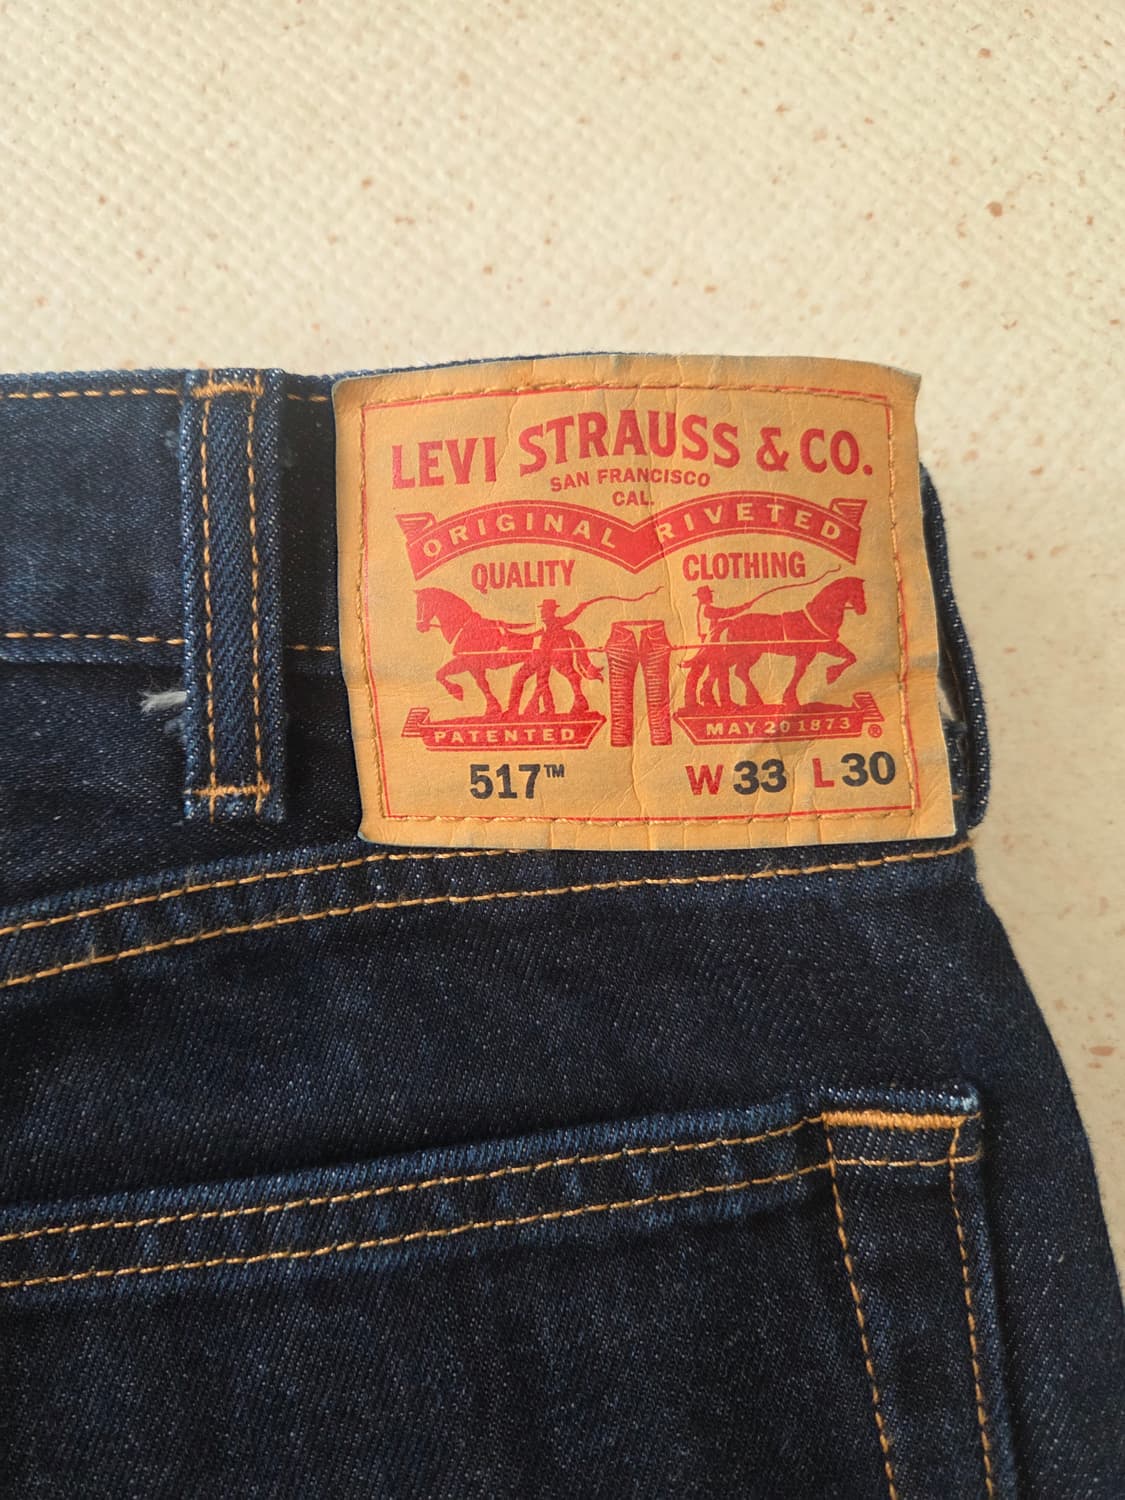 LEVI STRAUSS & CO.
SAN FRANCISCO
CAL.
ORIGINAL RIVETED
QUALITY CLOTHING
PATENTED MAY 20 1873 ®
517™ W 33 L 30